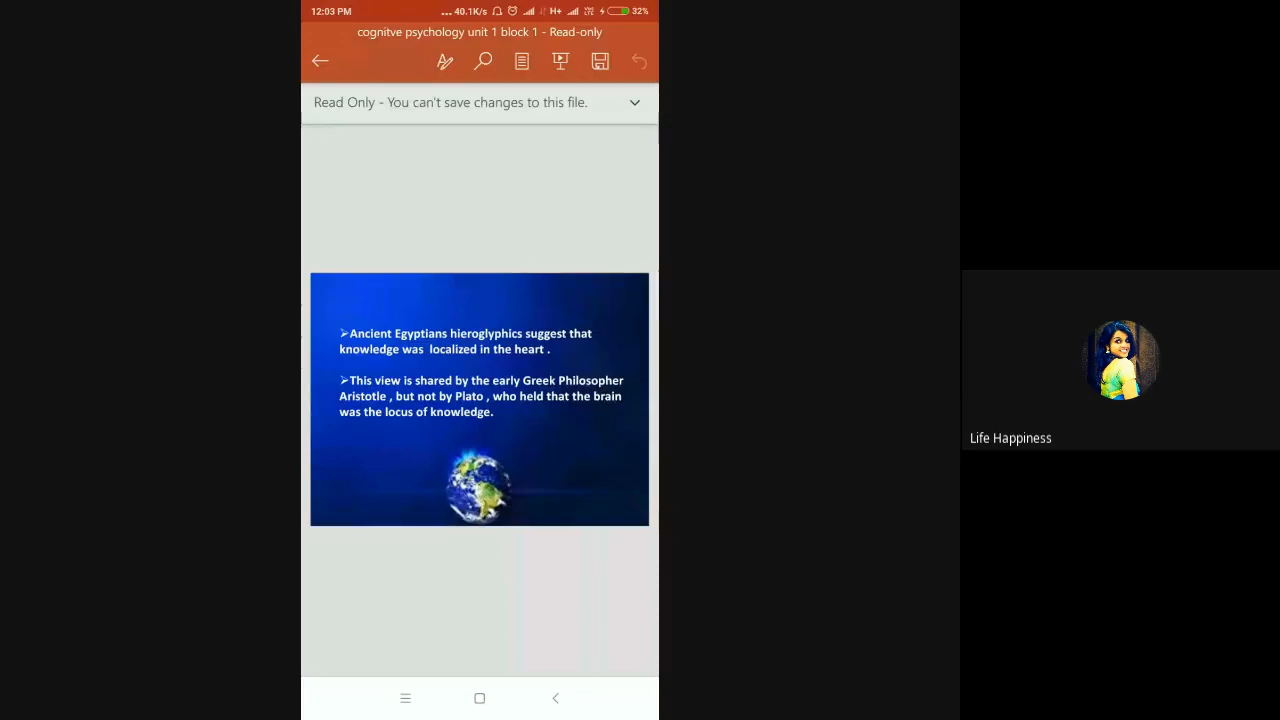 12:03 PM
... 40.1K/s H+ 32%
cognitve psychology unit 1 block 1 - Read-only
Read Only - You can't save changes to this file.
➢Ancient Egyptians hieroglyphics suggest that
knowledge was localized in the heart .
➢This view is shared by the early Greek Philosopher
Aristotle , but not by Plato , who held that the brain
was the locus of knowledge.
Life Happiness